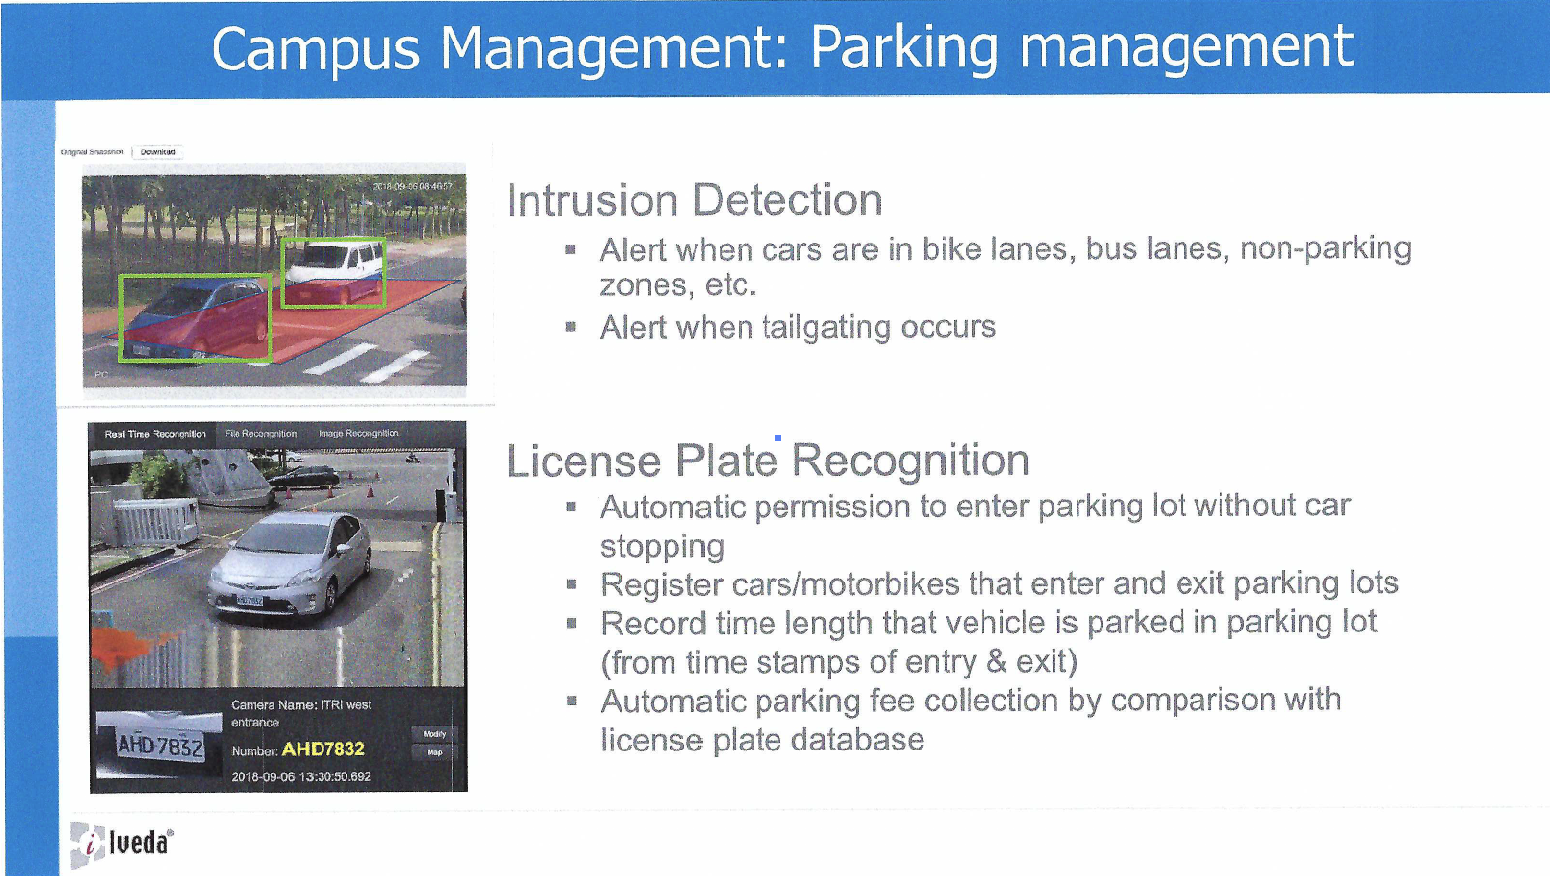 Campus Management: Parking management
Original Snapshot
Download
2018-09-06 08:46:57
PC
Intrusion Detection
▪ Alert when cars are in bike lanes, bus lanes, non-parking
zones, etc.
▪ Alert when tailgating occurs
Real Time Recongnition File Recongnition Image Recongnition
Camera Name: ITRI west
entrance
Number: AHD7832
2018-09-06 13:30:50.692
Modify
Map
AHD-7832
License Plate Recognition
▪ Automatic permission to enter parking lot without car
stopping
▪ Register cars/motorbikes that enter and exit parking lots
▪ Record time length that vehicle is parked in parking lot
(from time stamps of entry & exit)
▪ Automatic parking fee collection by comparison with
license plate database
i Iveda®